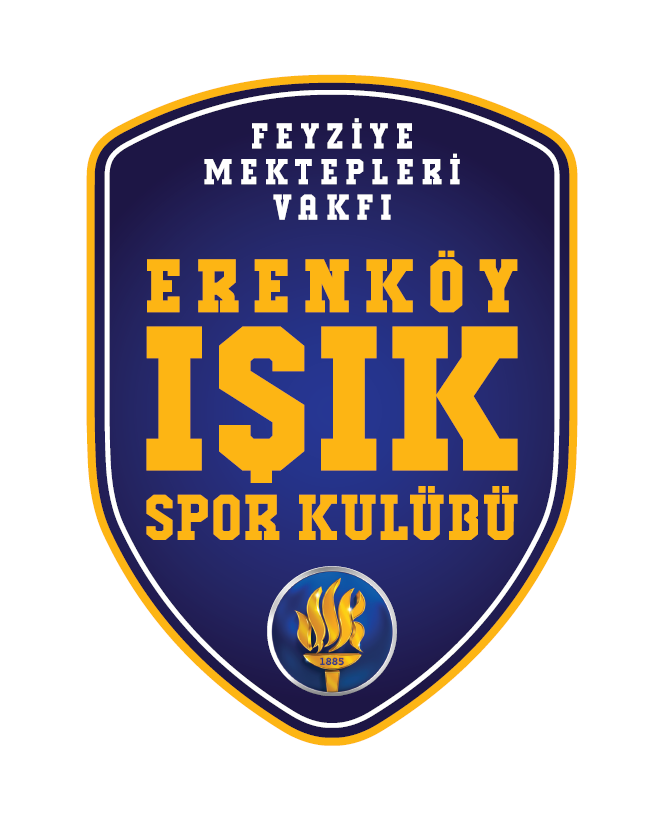 FEYZİYE
MEKTEPLERİ
VAKFI
ERENKÖY
IŞIK
SPOR KULÜBÜ
1885